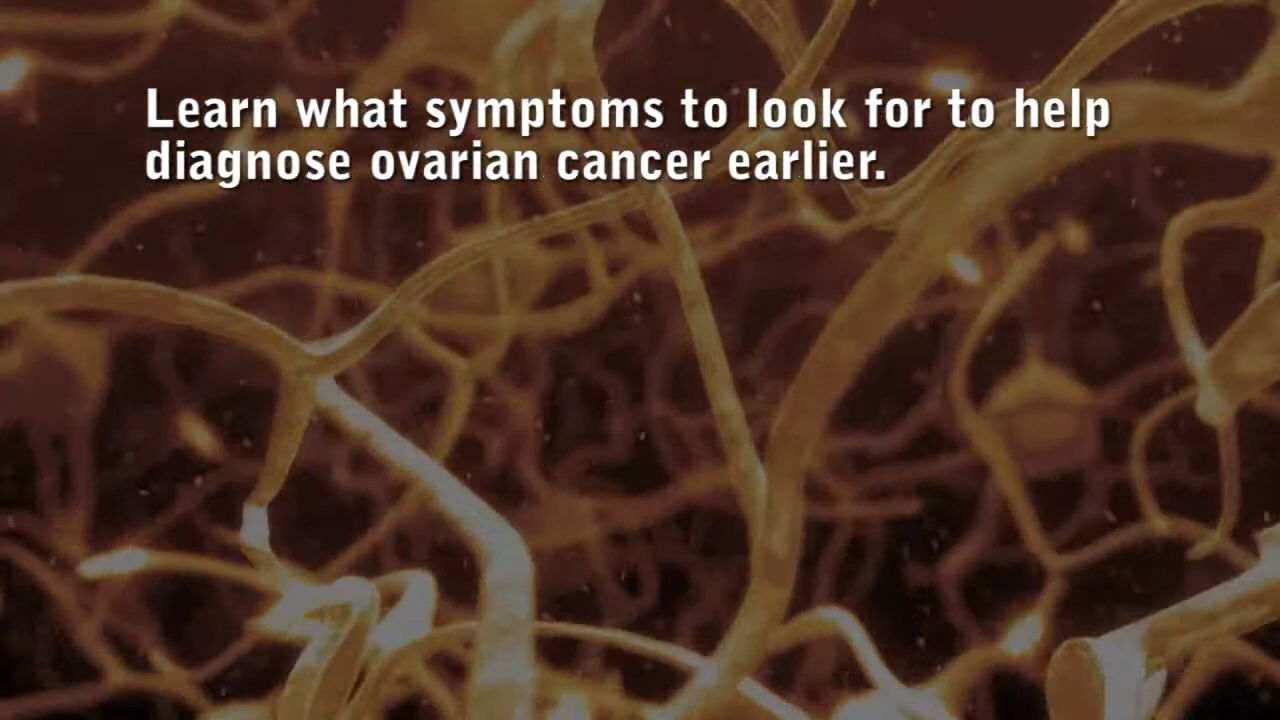 Learn what symptoms to look for to help
diagnose ovarian cancer earlier.